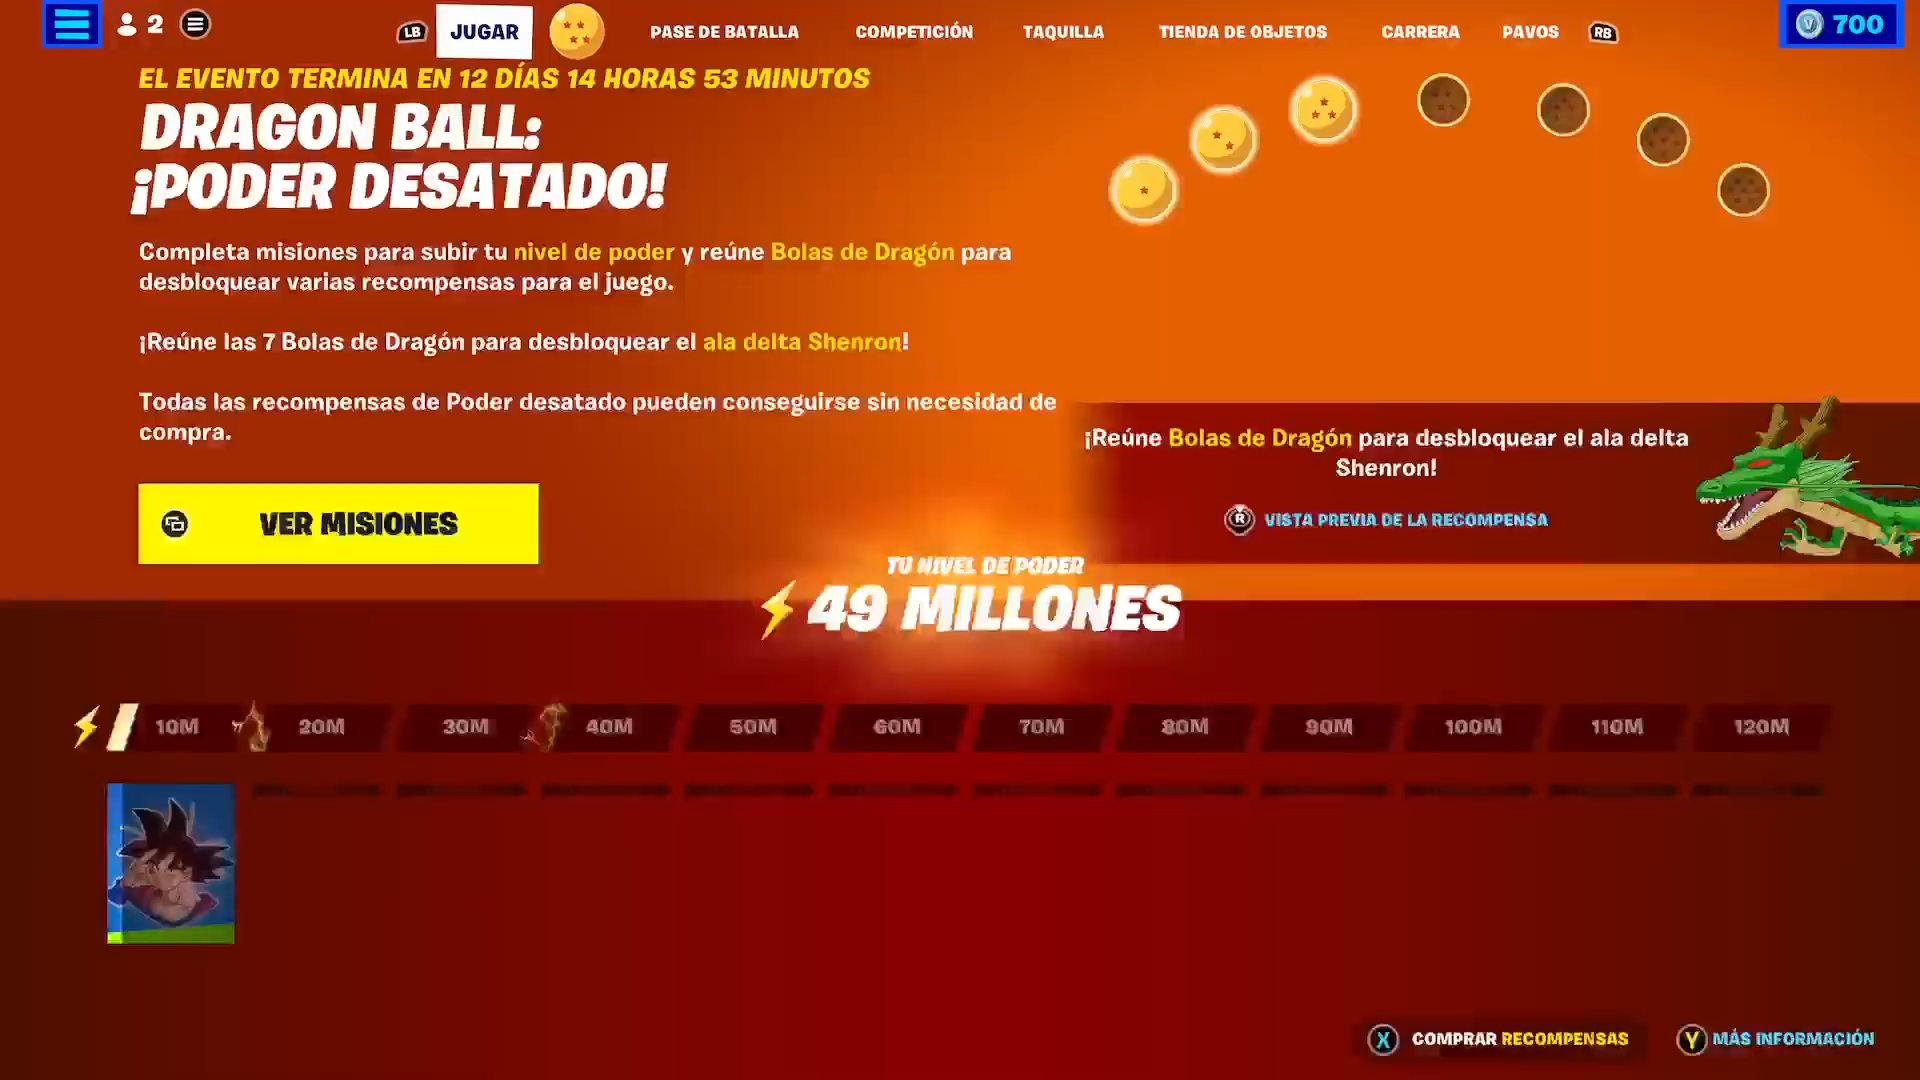 2
LB
JUGAR
PASE DE BATALLA
COMPETICIÓN
TAQUILLA
TIENDA DE OBJETOS
CARRERA
PAVOS
RB
V 700
EL EVENTO TERMINA EN 12 DÍAS 14 HORAS 53 MINUTOS
DRAGON BALL:
¡PODER DESATADO!
Completa misiones para subir tu nivel de poder y reúne Bolas de Dragón para
desbloquear varias recompensas para el juego.
¡Reúne las 7 Bolas de Dragón para desbloquear el ala delta Shenron!
Todas las recompensas de Poder desatado pueden conseguirse sin necesidad de
compra.
VER MISIONES
¡Reúne Bolas de Dragón para desbloquear el ala delta
Shenron!
R VISTA PREVIA DE LA RECOMPENSA
TU NIVEL DE PODER
49 MILLONES
10M
20M
30M
40M
50M
60M
70M
80M
90M
100M
110M
120M
X COMPRAR RECOMPENSAS
Y MÁS INFORMACIÓN